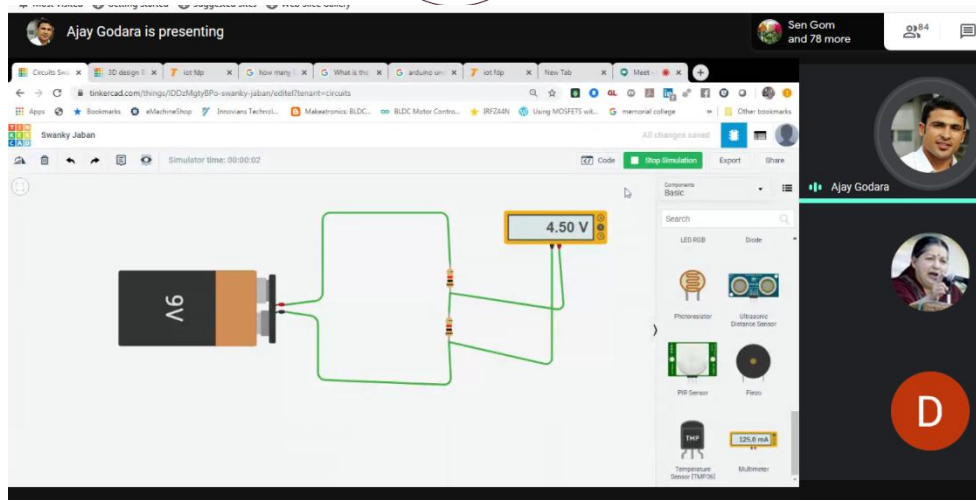 Ajay Godara is presenting
Sen Gom
and 78 more
84
3D design
iot fdp
how many
What is the
arduino uno
iot fdp
New Tab
Meet
tinkercad.com/things/
swanky-jaban/editel?tenant=circuits
Apps
Bookmarks
eMachineShop
Innovians Technol...
Makeatronics: BLDC...
BLDC Motor Contro...
IRFZ44N
Using MOSFETS wit...
memorial college
Other bookmarks
TIN
KER
CAD
Swanky Jaban
All changes saved
Simulator time: 00:00:02
Code
Stop Simulation
Export
Share
Components
Basic
Search
LED RGB
Diode
Photoresistor
Ultrasonic
Distance Sensor
PIR Sensor
Piezo
TMP
125.0 mA
Temperature
Sensor [TMP36]
Multimeter
4.50 V
9V
Ajay Godara
D